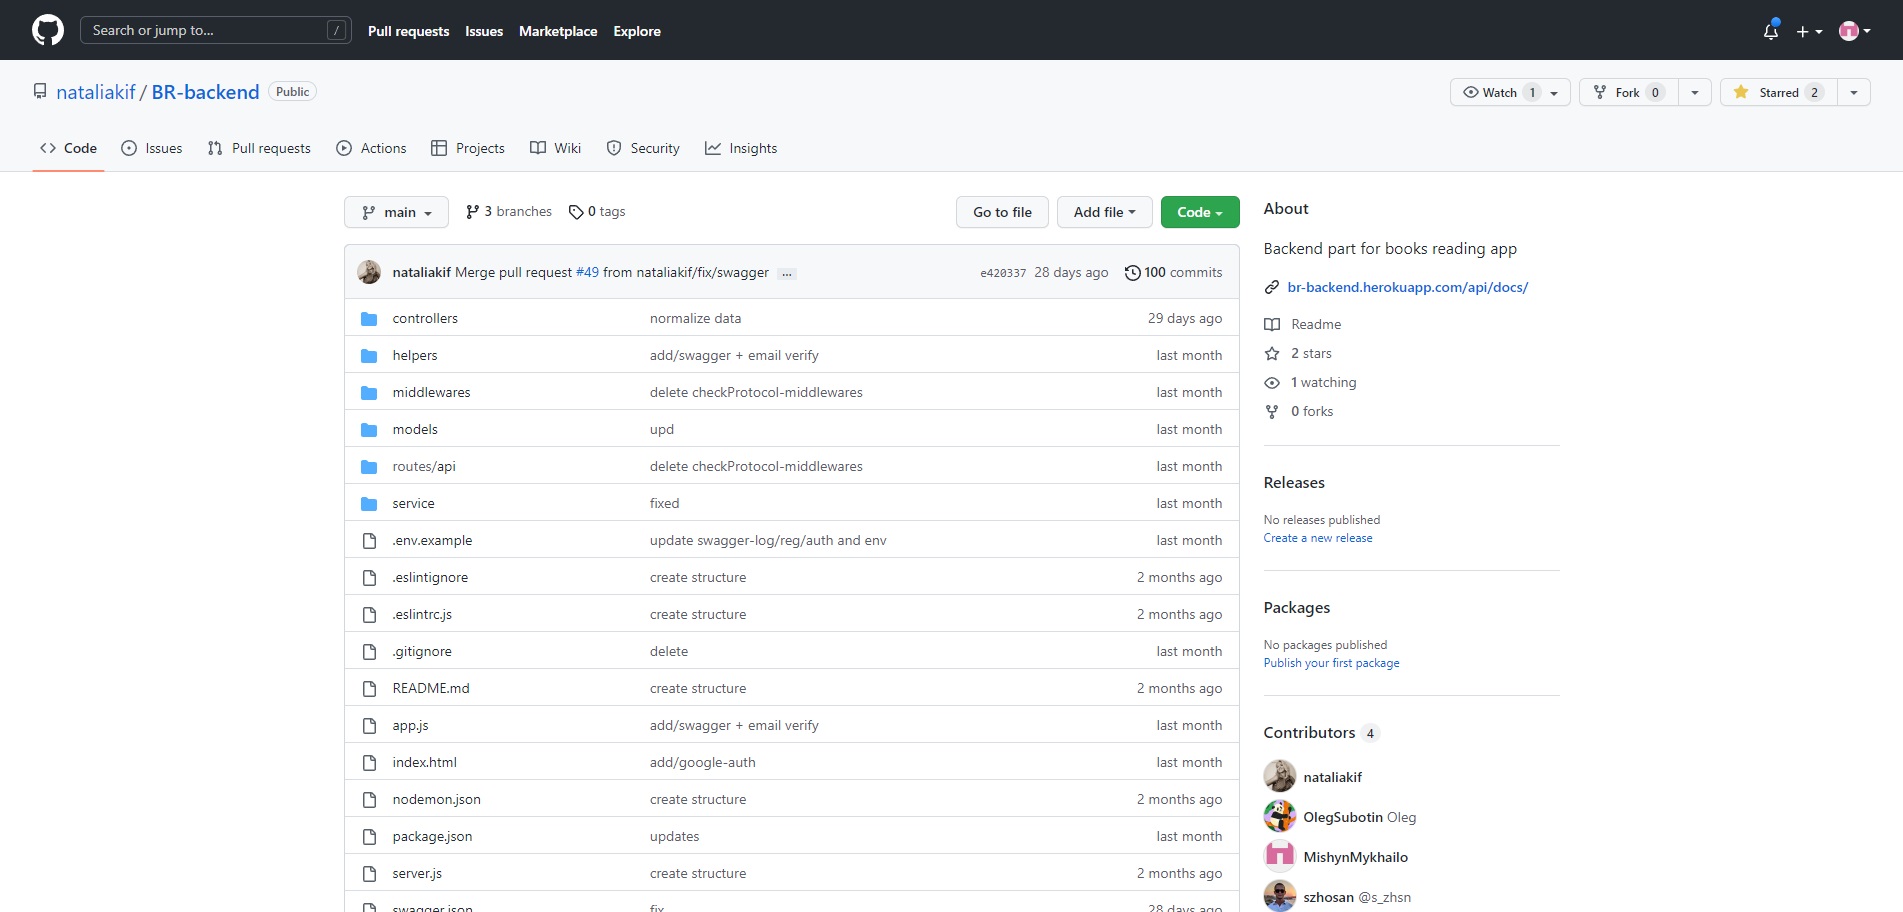 Search or jump to... /
Pull requests Issues Marketplace Explore
nataliakif / BR-backend Public
Watch 1 Fork 0 Starred 2
Code Issues Pull requests Actions Projects Wiki Security Insights
main 3 branches 0 tags Go to file Add file Code
nataliakif Merge pull request #49 from nataliakif/fix/swagger ... e420337 28 days ago 100 commits
controllers normalize data 29 days ago
helpers add/swagger + email verify last month
middlewares delete checkProtocol-middlewares last month
models upd last month
routes/api delete checkProtocol-middlewares last month
service fixed last month
.env.example update swagger-log/reg/auth and env last month
.eslintignore create structure 2 months ago
.eslintrc.js create structure 2 months ago
.gitignore delete last month
README.md create structure 2 months ago
app.js add/swagger + email verify last month
index.html add/google-auth last month
nodemon.json create structure 2 months ago
package.json updates last month
server.js create structure 2 months ago
swagger.json fix 28 days ago
About
Backend part for books reading app
br-backend.herokuapp.com/api/docs/
Readme
2 stars
1 watching
0 forks
Releases
No releases published
Create a new release
Packages
No packages published
Publish your first package
Contributors 4
nataliakif
OlegSubotin Oleg
MishynMykhailo
szhosan @s_zhsn